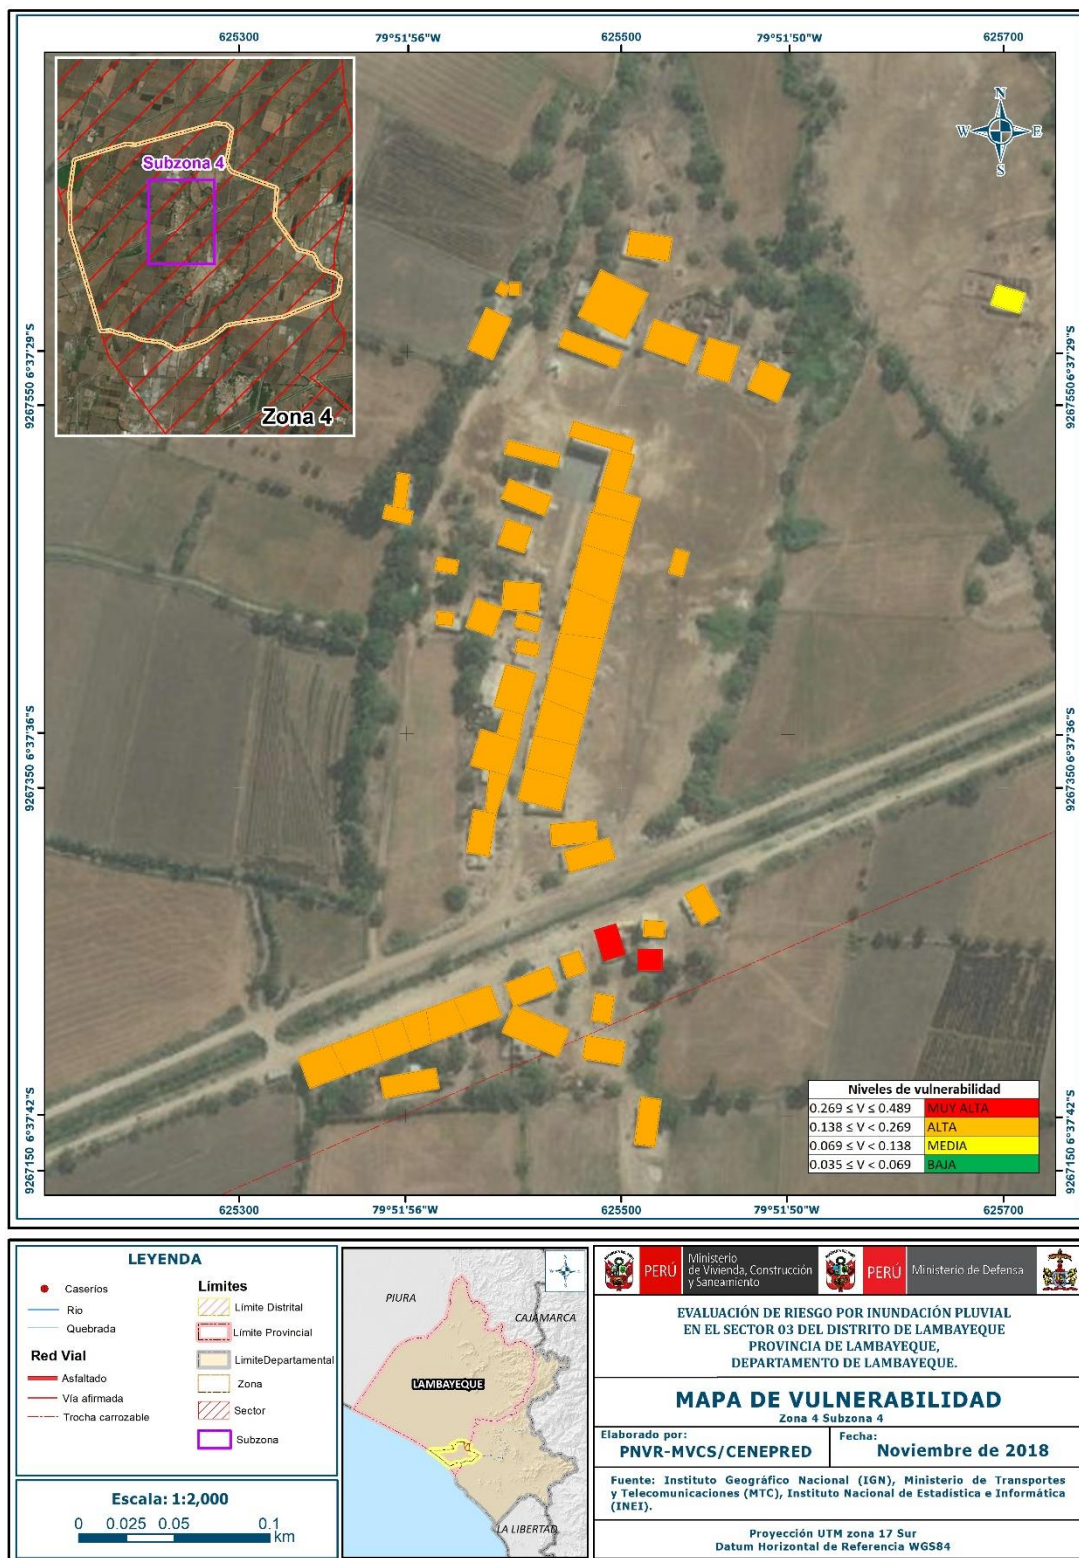 625300
79°51'56"W
625500
79°51'50"W
625700
N
W
E
S
Subzona 4
Zona 4
6°37'29"S
9267550
6°37'29"S
9267550
6°37'36"S
9267350
6°37'36"S
9267350
6°37'42"S
9267150
6°37'42"S
9267150
Niveles de vulnerabilidad
0.269 ≤ V ≤ 0.489 MUY ALTA
0.138 ≤ V < 0.269 ALTA
0.069 ≤ V < 0.138 MEDIA
0.035 ≤ V < 0.069 BAJA
625300
79°51'56"W
625500
79°51'50"W
625700
LEYENDA
Caseríos
Rio
Quebrada
Red Vial
Asfaltado
Vía afirmada
Trocha carrozable
Límites
Límite Distrital
Límite Provincial
LimiteDepartamental
Zona
Sector
Subzona
Escala: 1:2,000
0 0.025 0.05 0.1
km
PIURA
CAJAMARCA
LAMBAYEQUE
LA LIBERTAD
PERÚ
Ministerio
de Vivienda, Construcción
y Saneamiento
PERÚ
Ministerio de Defensa
EVALUACIÓN DE RIESGO POR INUNDACIÓN PLUVIAL
EN EL SECTOR 03 DEL DISTRITO DE LAMBAYEQUE
PROVINCIA DE LAMBAYEQUE,
DEPARTAMENTO DE LAMBAYEQUE.
MAPA DE VULNERABILIDAD
Zona 4 Subzona 4
Elaborado por:
PNVR-MVCS/CENEPRED
Fecha:
Noviembre de 2018
Fuente: Instituto Geográfico Nacional (IGN), Ministerio de Transportes
y Telecomunicaciones (MTC), Instituto Nacional de Estadística e Informática
(INEI).
Proyección UTM zona 17 Sur
Datum Horizontal de Referencia WGS84